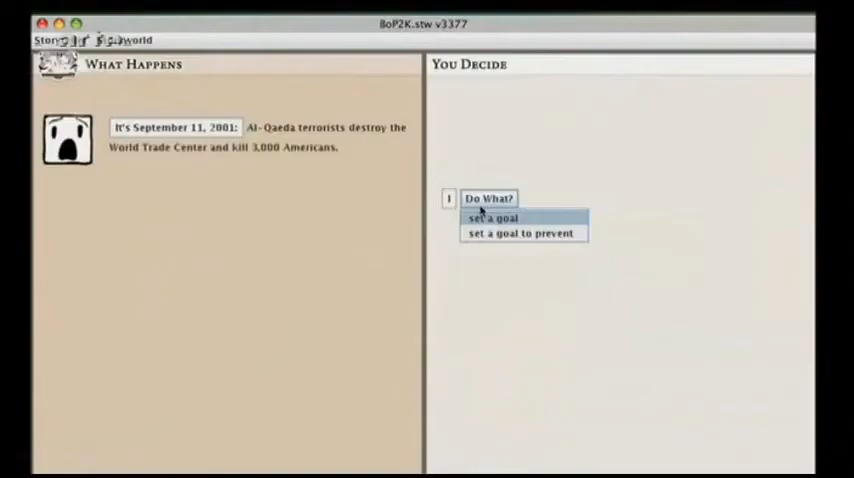 BoP2K.stw v3377
WHAT HAPPENS
It's September 11, 2001: Al-Qaeda terrorists destroy the
World Trade Center and kill 3,000 Americans.
YOU DECIDE
I Do What?
set a goal
set a goal to prevent